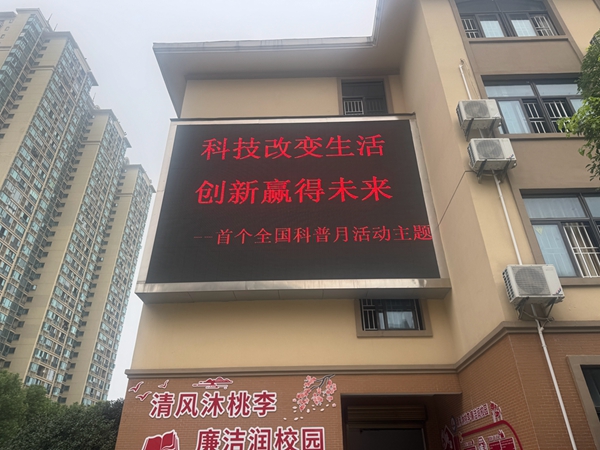 科技改变生活
创新赢得未来
--首个全国科普月活动主题
清风沐桃李
廉洁润校园